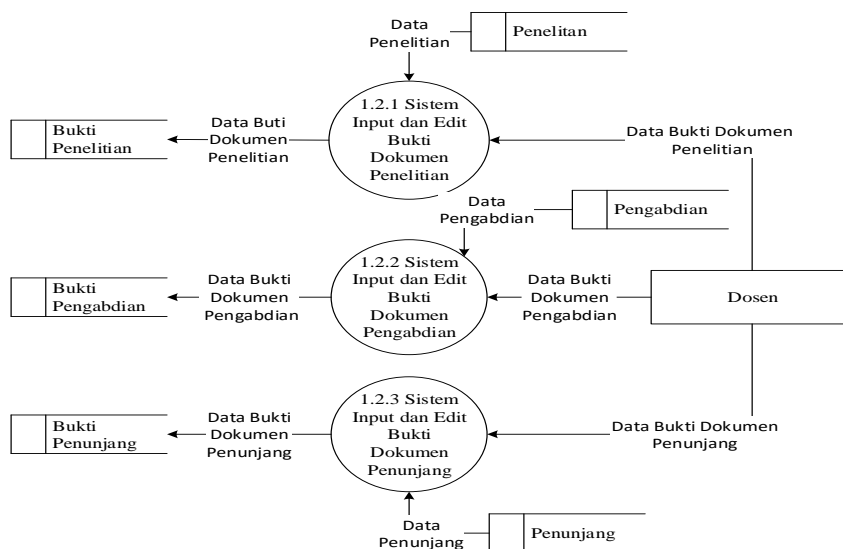 Data
Penelitian
Penelitan
1.2.1 Sistem
Input dan Edit
Bukti
Dokumen
Penelitian
Data Buti
Dokumen
Penelitian
Bukti
Penelitian
Data Bukti Dokumen
Penelitian
Data
Pengabdian
Pengabdian
1.2.2 Sistem
Input dan Edit
Bukti
Dokumen
Pengabdian
Data Bukti
Dokumen
Pengabdian
Bukti
Pengabdian
Data Bukti
Dokumen
Pengabdian
Dosen
1.2.3 Sistem
Input dan Edit
Bukti
Dokumen
Penunjang
Data Bukti
Dokumen
Penunjang
Bukti
Penunjang
Data Bukti Dokumen
Penunjang
Data
Penunjang
Penunjang